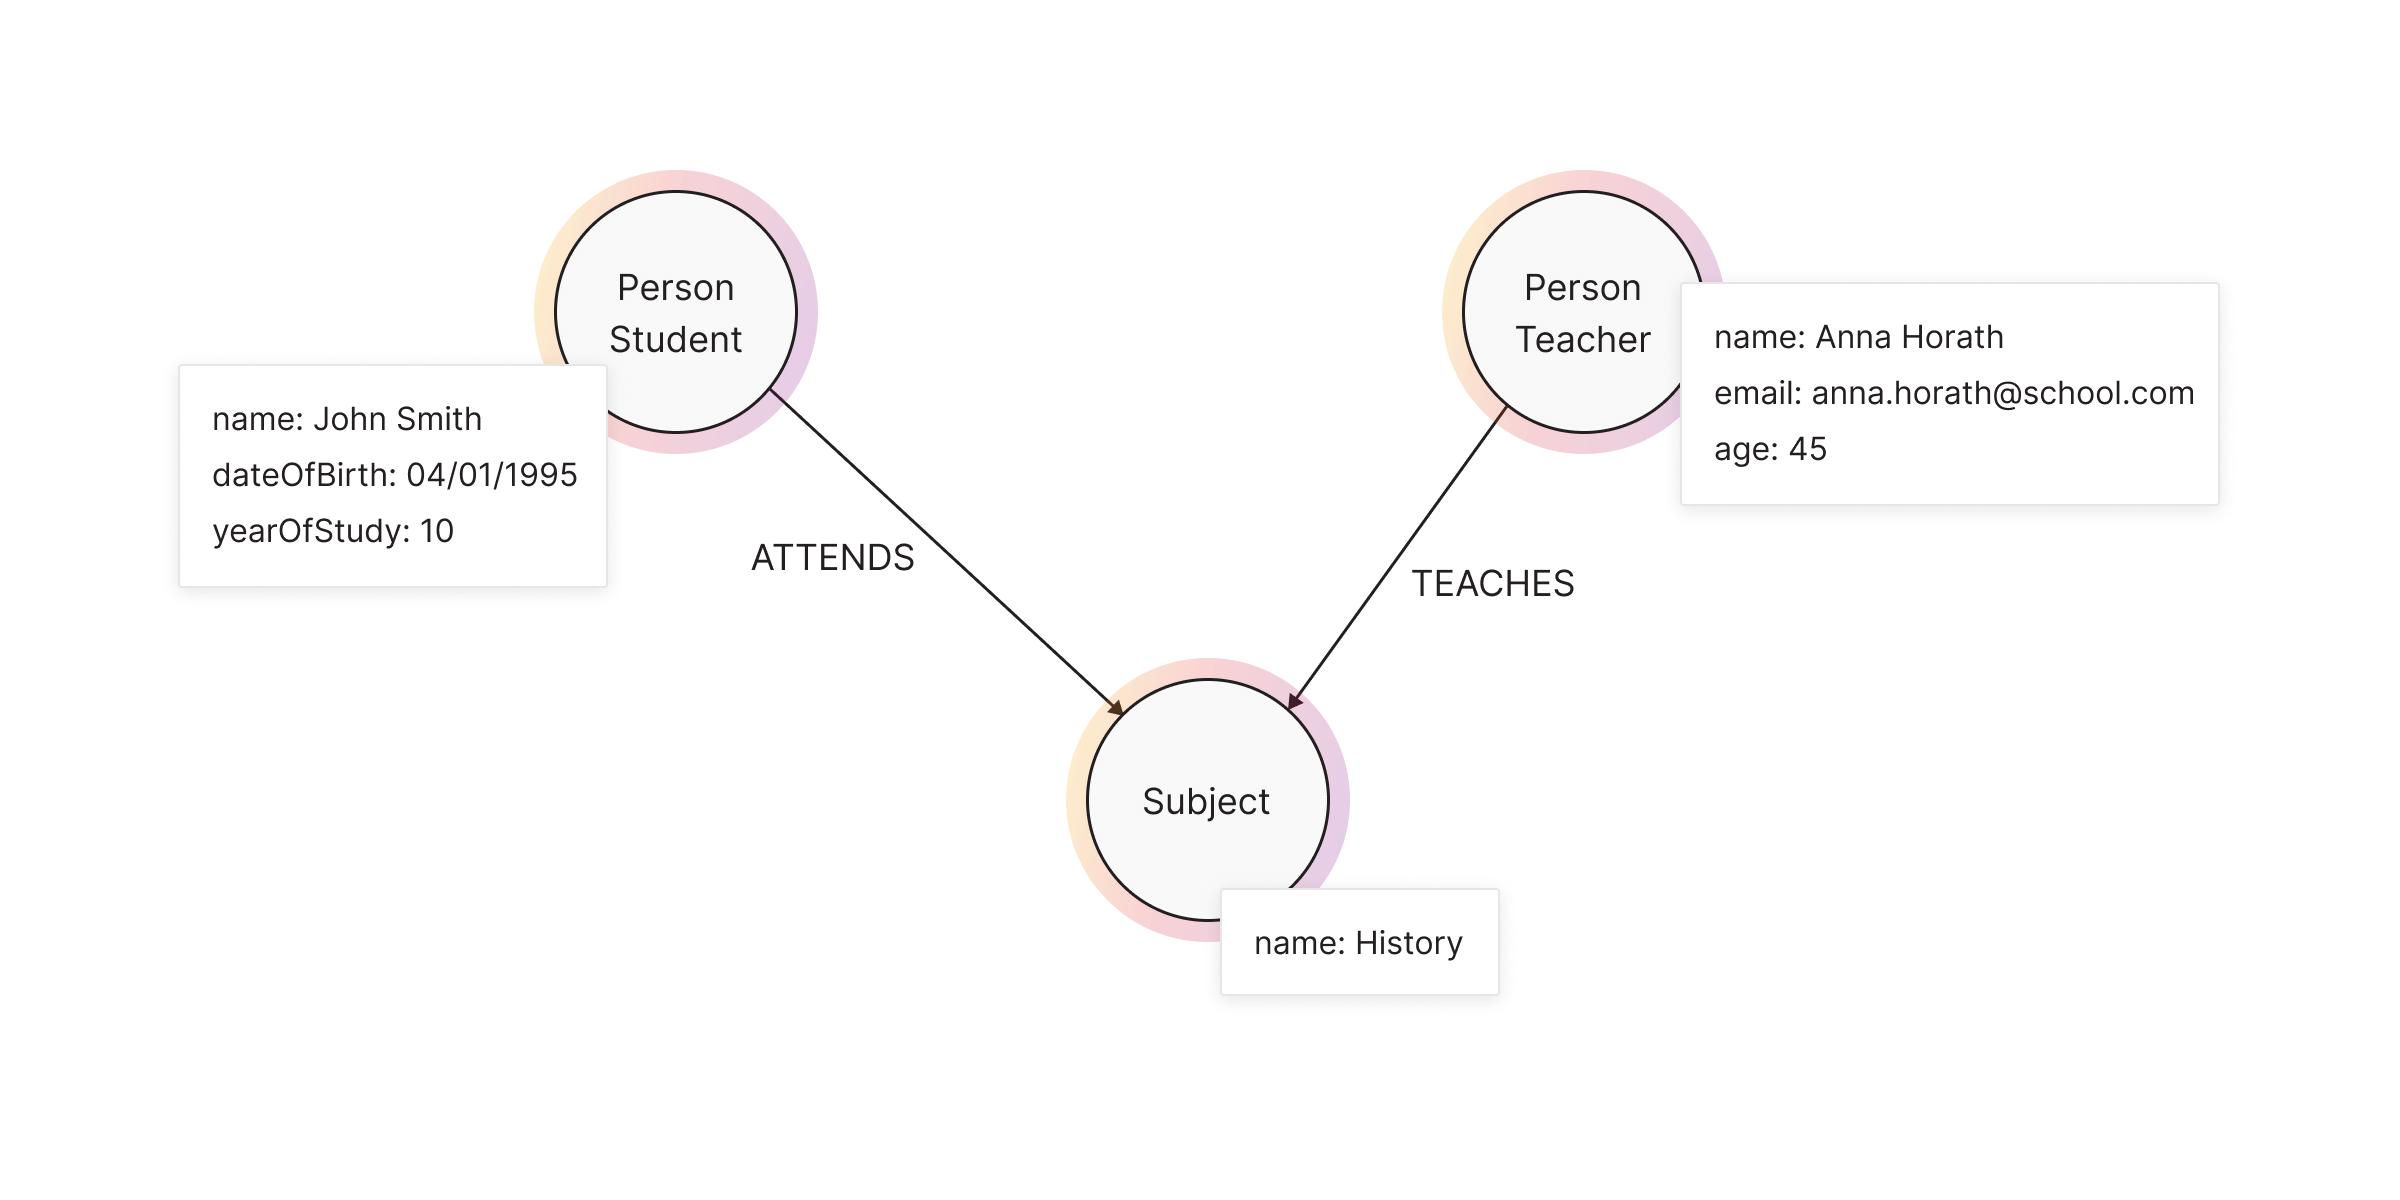 Person
Student
name: John Smith
dateOfBirth: 04/01/1995
yearOfStudy: 10
Person
Teacher
name: Anna Horath
email: anna.horath@school.com
age: 45
ATTENDS
TEACHES
Subject
name: History